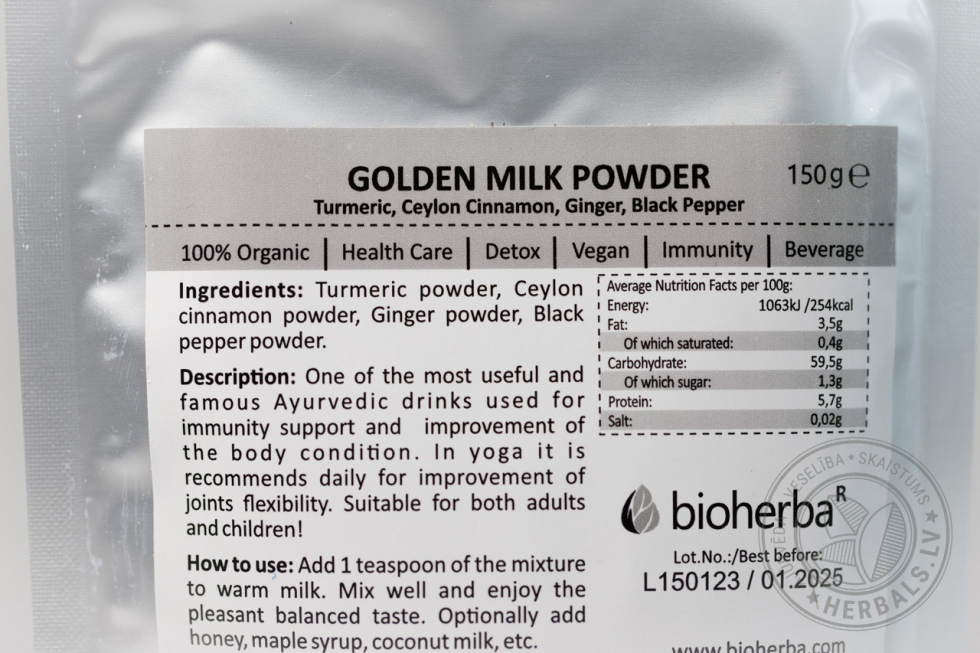 GOLDEN MILK POWDER
150g℮
Turmeric, Ceylon Cinnamon, Ginger, Black Pepper
100% Organic | Health Care | Detox | Vegan | Immunity | Beverage
Ingredients: Turmeric powder, Ceylon
cinnamon powder, Ginger powder, Black
pepper powder.
Description: One of the most useful and
famous Ayurvedic drinks used for
immunity support and improvement of
the body condition. In yoga it is
recommends daily for improvement of
joints flexibility. Suitable for both adults
and children!
How to use: Add 1 teaspoon of the mixture
to warm milk. Mix well and enjoy the
pleasant balanced taste. Optionally add
honey, maple syrup, coconut milk, etc.
Average Nutrition Facts per 100g:
Energy: 1063kJ /254kcal
Fat: 3,5g
Of which saturated: 0,4g
Carbohydrate: 59,5g
Of which sugar: 1,3g
Protein: 5,7g
Salt: 0,02g
bioherba R
Lot.No.:/Best before:
L150123 / 01.2025
www.bioherba.com
VESELĪBA * SKAISTUMS
HERBALS.LV